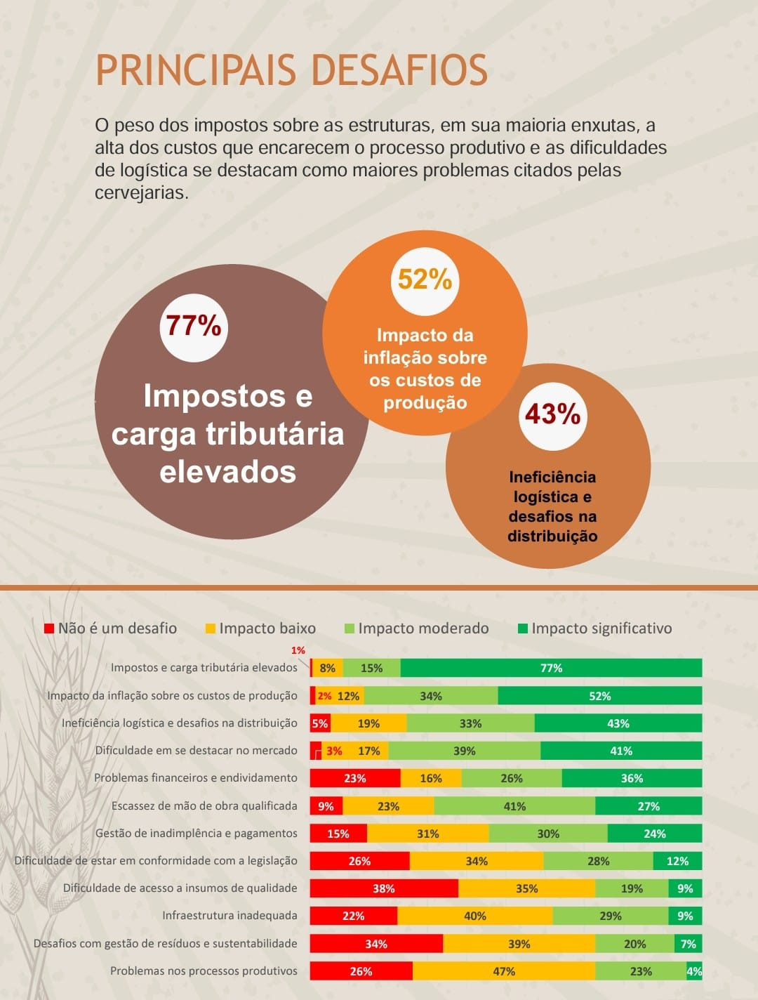 PRINCIPAIS DESAFIOS
O peso dos impostos sobre as estruturas, em sua maioria enxutas, a
alta dos custos que encarecem o processo produtivo e as dificuldades
de logística se destacam como maiores problemas citados pelas
cervejarias.
77%
Impostos e
carga tributária
elevados
52%
Impacto da
inflação sobre
os custos de
produção
43%
Ineficiência
logística e
desafios na
distribuição
Não é um desafio Impacto baixo Impacto moderado Impacto significativo
1%
Impostos e carga tributária elevados 8% 15% 77%
Impacto da inflação sobre os custos de produção 2% 12% 34% 52%
Ineficiência logística e desafios na distribuição 5% 19% 33% 43%
Dificuldade em se destacar no mercado 3% 17% 39% 41%
Problemas financeiros e endividamento 23% 16% 26% 36%
Escassez de mão de obra qualificada 9% 23% 41% 27%
Gestão de inadimplência e pagamentos 15% 31% 30% 24%
Dificuldade de estar em conformidade com a legislação 26% 34% 28% 12%
Dificuldade de acesso a insumos de qualidade 38% 35% 19% 9%
Infraestrutura inadequada 22% 40% 29% 9%
Desafios com gestão de resíduos e sustentabilidade 34% 39% 20% 7%
Problemas nos processos produtivos 26% 47% 23% 4%